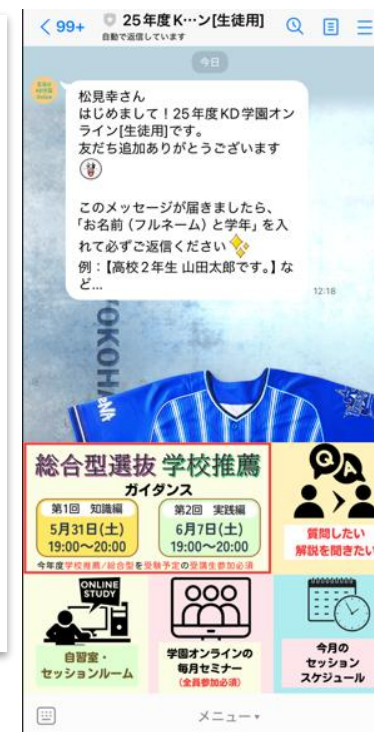 99+
25年度K…ン[生徒用]
自動で返信しています
今日
松見幸さん
はじめまして！25年度KD学園オン
ライン[生徒用]です。
友だち追加ありがとうございます
このメッセージが届きましたら、
「お名前（フルネーム）と学年」を入
れて必ずご返信ください
例：【高校２年生 山田太郎です。】な
ど...
12:18
YOKOHA
総合型選抜 学校推薦
ガイダンス
第1回 知識編
5月31日(土)
19:00〜20:00
第2回 実践編
6月7日(土)
19:00〜20:00
今年度学校推薦/総合型を受験予定の受講生参加必須
Q
A
質問したい
解説を聞きたい
ONLINE
STUDY
自習室・
セッションルーム
学園オンラインの
毎月セミナー
(全員参加必須)
今月の
セッション
スケジュール
メニュー▾